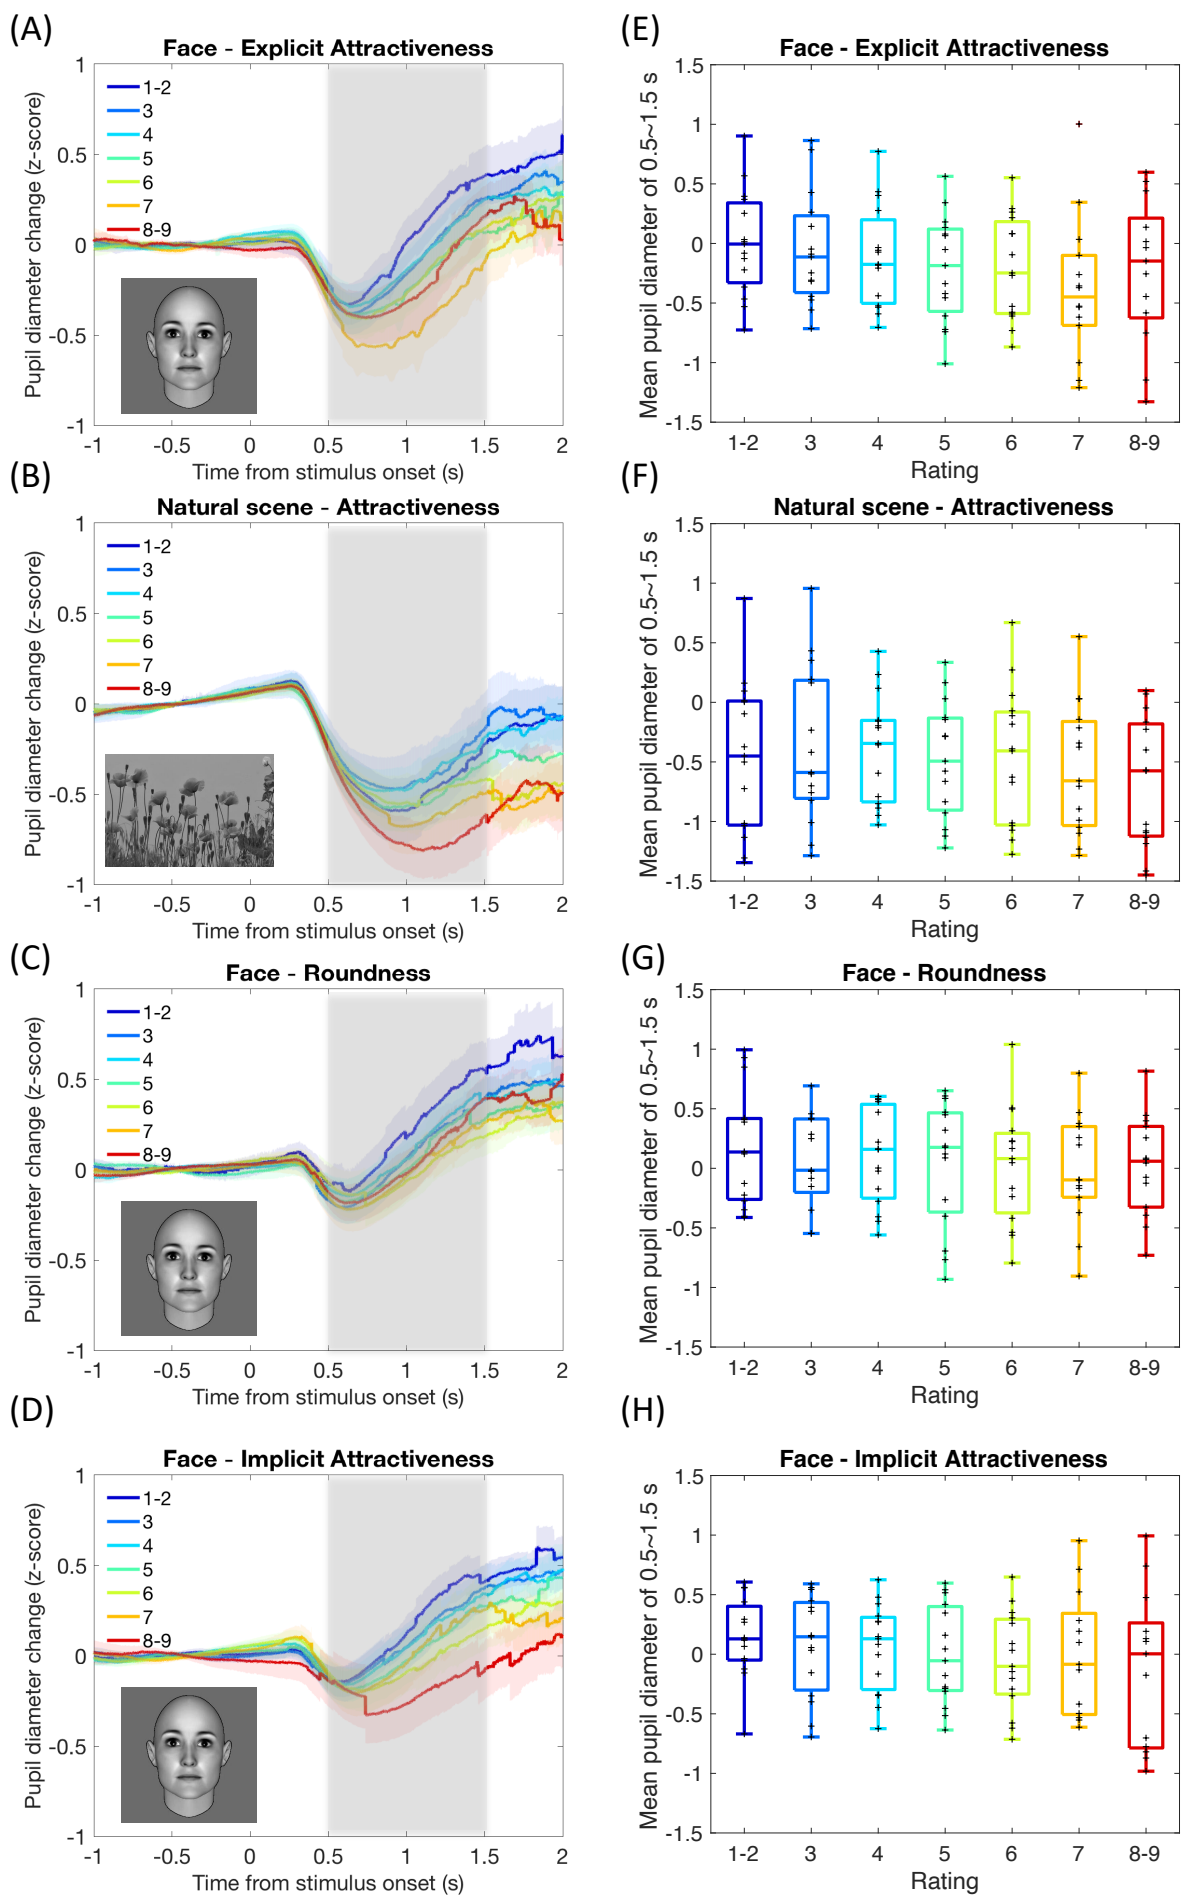 (A)
Face - Explicit Attractiveness
Pupil diameter change (z-score)
1
0.5
0
-0.5
-1
1-2
3
4
5
6
7
8-9
-1 -0.5 0 0.5 1 1.5 2
Time from stimulus onset (s)
(E)
Face - Explicit Attractiveness
Mean pupil diameter of 0.5~1.5 s
1.5
1
0.5
0
-0.5
-1
-1.5
1-2 3 4 5 6 7 8-9
Rating
(B)
Natural scene - Attractiveness
Pupil diameter change (z-score)
1
0.5
0
-0.5
-1
1-2
3
4
5
6
7
8-9
-1 -0.5 0 0.5 1 1.5 2
Time from stimulus onset (s)
(F)
Natural scene - Attractiveness
Mean pupil diameter of 0.5~1.5 s
1.5
1
0.5
0
-0.5
-1
-1.5
1-2 3 4 5 6 7 8-9
Rating
(C)
Face - Roundness
Pupil diameter change (z-score)
1
0.5
0
-0.5
-1
1-2
3
4
5
6
7
8-9
-1 -0.5 0 0.5 1 1.5 2
Time from stimulus onset (s)
(G)
Face - Roundness
Mean pupil diameter of 0.5~1.5 s
1.5
1
0.5
0
-0.5
-1
-1.5
1-2 3 4 5 6 7 8-9
Rating
(D)
Face - Implicit Attractiveness
Pupil diameter change (z-score)
1
0.5
0
-0.5
-1
1-2
3
4
5
6
7
8-9
-1 -0.5 0 0.5 1 1.5 2
Time from stimulus onset (s)
(H)
Face - Implicit Attractiveness
Mean pupil diameter of 0.5~1.5 s
1.5
1
0.5
0
-0.5
-1
-1.5
1-2 3 4 5 6 7 8-9
Rating